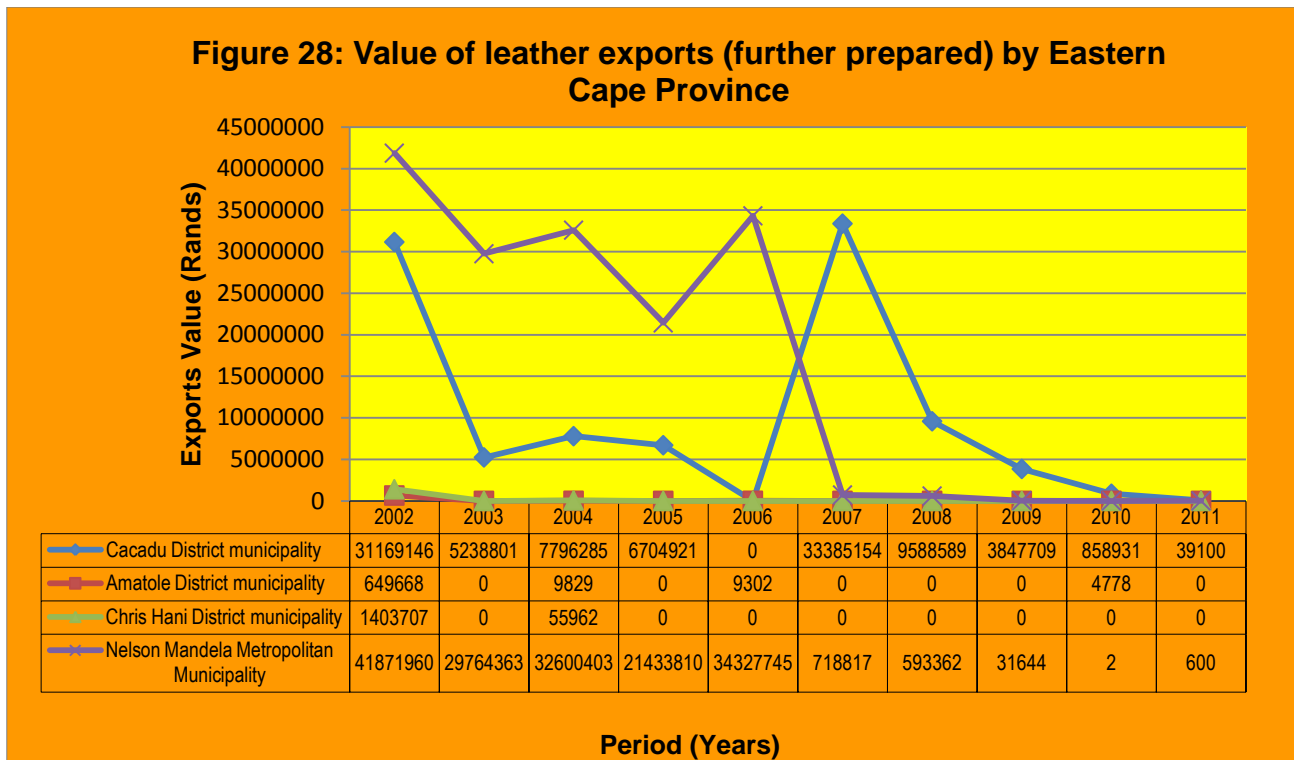 Figure 28: Value of leather exports (further prepared) by Eastern
Cape Province
Exports Value (Rands)
45000000
40000000
35000000
30000000
25000000
20000000
15000000
10000000
5000000
0
2002 2003 2004 2005 2006 2007 2008 2009 2010 2011
Cacadu District municipality 31169146 5238801 7796285 6704921 0 33385154 9588589 3847709 858931 39100
Amatole District municipality 649668 0 9829 0 9302 0 0 0 4778 0
Chris Hani District municipality 1403707 0 55962 0 0 0 0 0 0 0
Nelson Mandela Metropolitan
Municipality 41871960 29764363 32600403 21433810 34327745 718817 593362 31644 2 600
Period (Years)